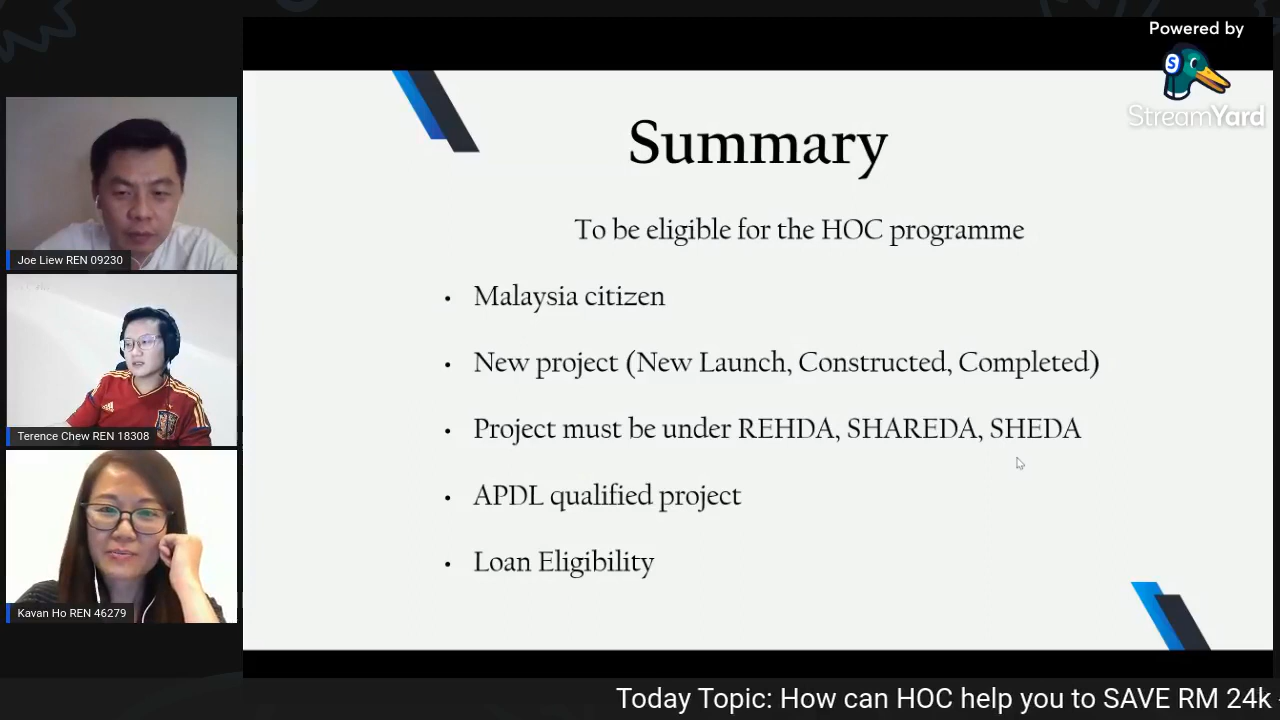 Powered by
StreamYard
Summary
To be eligible for the HOC programme
• Malaysia citizen
• New project (New Launch, Constructed, Completed)
• Project must be under REHDA, SHAREDA, SHEDA
• APDL qualified project
• Loan Eligibility
Joe Liew REN 09230
Terence Chew REN 18308
Kavan Ho REN 46279
Today Topic: How can HOC help you to SAVE RM 24k